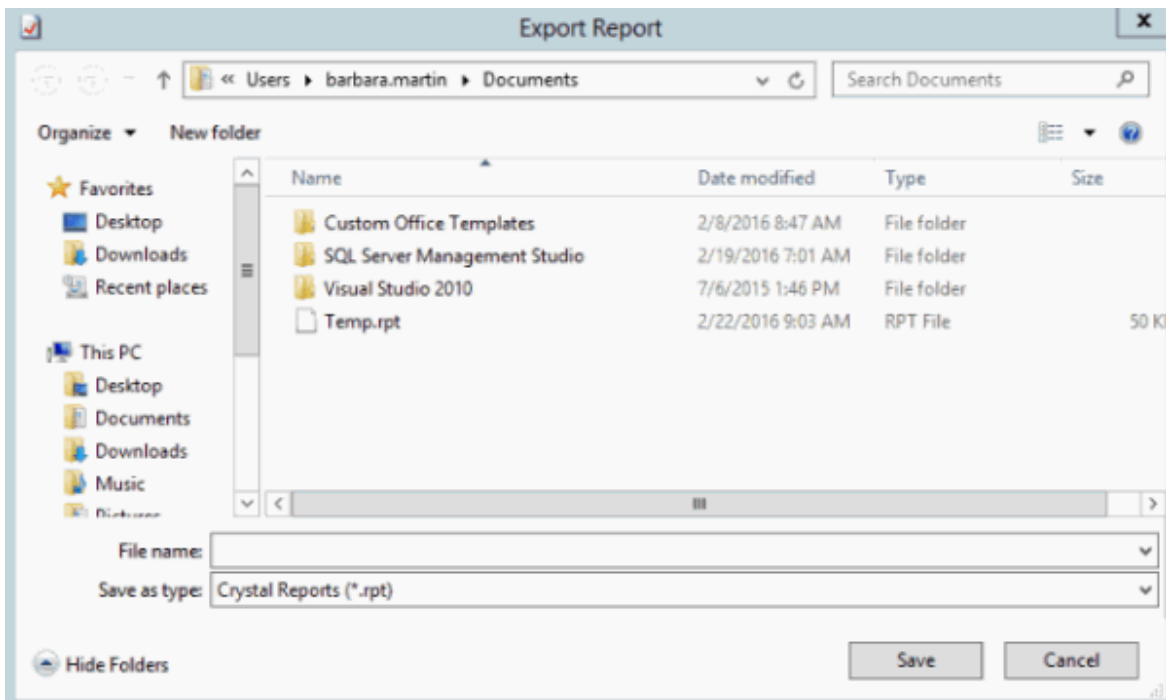 Export Report
x
« Users ▸ barbara.martin ▸ Documents
Search Documents
Organize
New folder
Name Date modified Type Size
Favorites
Desktop
Downloads
Recent places
This PC
Desktop
Documents
Downloads
Music
Pictures
Custom Office Templates 2/8/2016 8:47 AM File folder
SQL Server Management Studio 2/19/2016 7:01 AM File folder
Visual Studio 2010 7/6/2015 1:46 PM File folder
Temp.rpt 2/22/2016 9:03 AM RPT File 50 K
File name:
Save as type: Crystal Reports (*.rpt)
Hide Folders
Save
Cancel